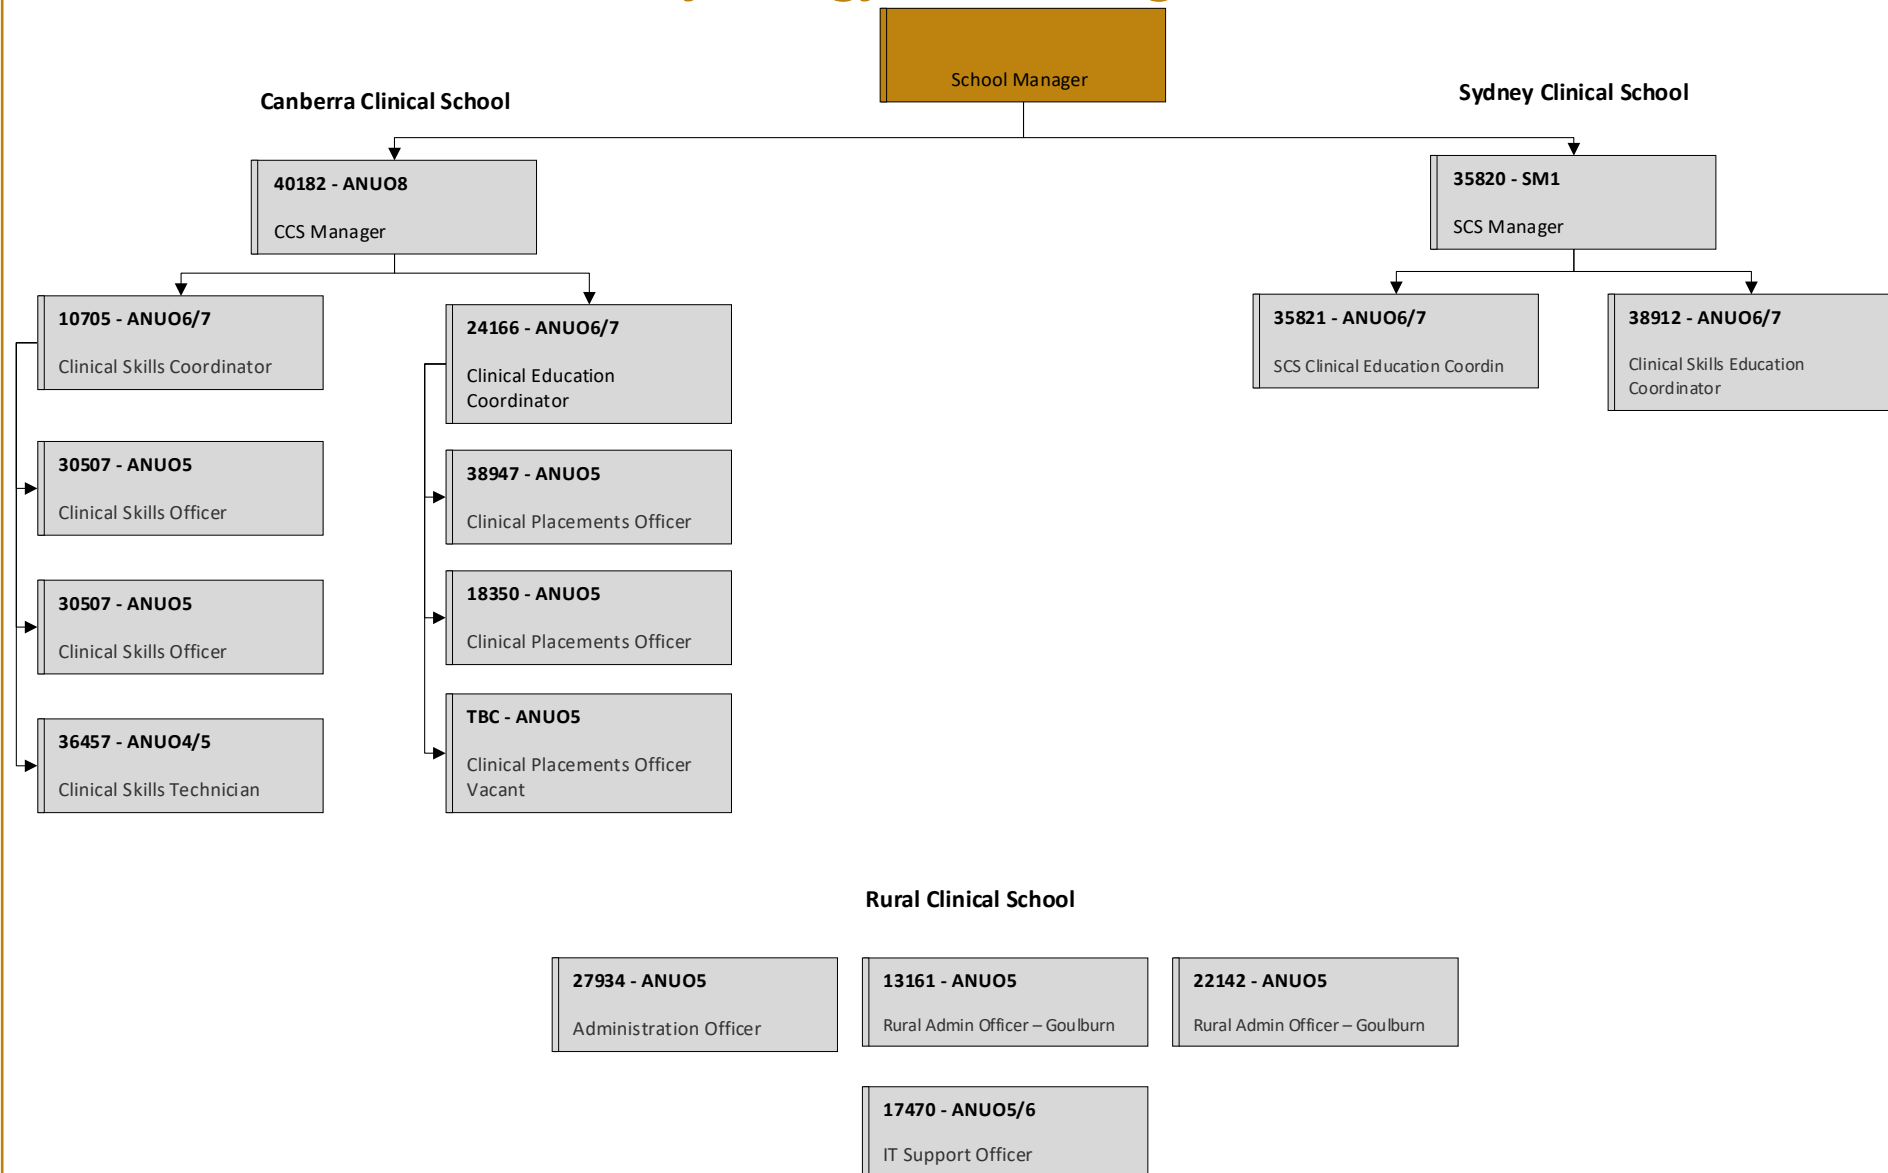 School Manager
Canberra Clinical School
Sydney Clinical School
40182 - ANUO8
CCS Manager
35820 - SM1
SCS Manager
10705 - ANUO6/7
Clinical Skills Coordinator
24166 - ANUO6/7
Clinical Education
Coordinator
35821 - ANUO6/7
SCS Clinical Education Coordin
38912 - ANUO6/7
Clinical Skills Education
Coordinator
30507 - ANUO5
Clinical Skills Officer
38947 - ANUO5
Clinical Placements Officer
30507 - ANUO5
Clinical Skills Officer
18350 - ANUO5
Clinical Placements Officer
36457 - ANUO4/5
Clinical Skills Technician
TBC - ANUO5
Clinical Placements Officer
Vacant
Rural Clinical School
27934 - ANUO5
Administration Officer
13161 - ANUO5
Rural Admin Officer – Goulburn
22142 - ANUO5
Rural Admin Officer – Goulburn
17470 - ANUO5/6
IT Support Officer